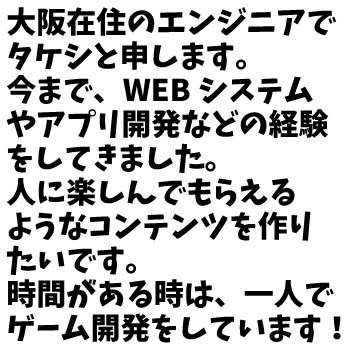 大阪在住のエンジニアで
タケシと申します。
今まで、WEBシステム
やアプリ開発などの経験
をしてきました。
人に楽しんでもらえる
ようなコンテンツを作り
たいです。
時間がある時は、一人で
ゲーム開発をしています！